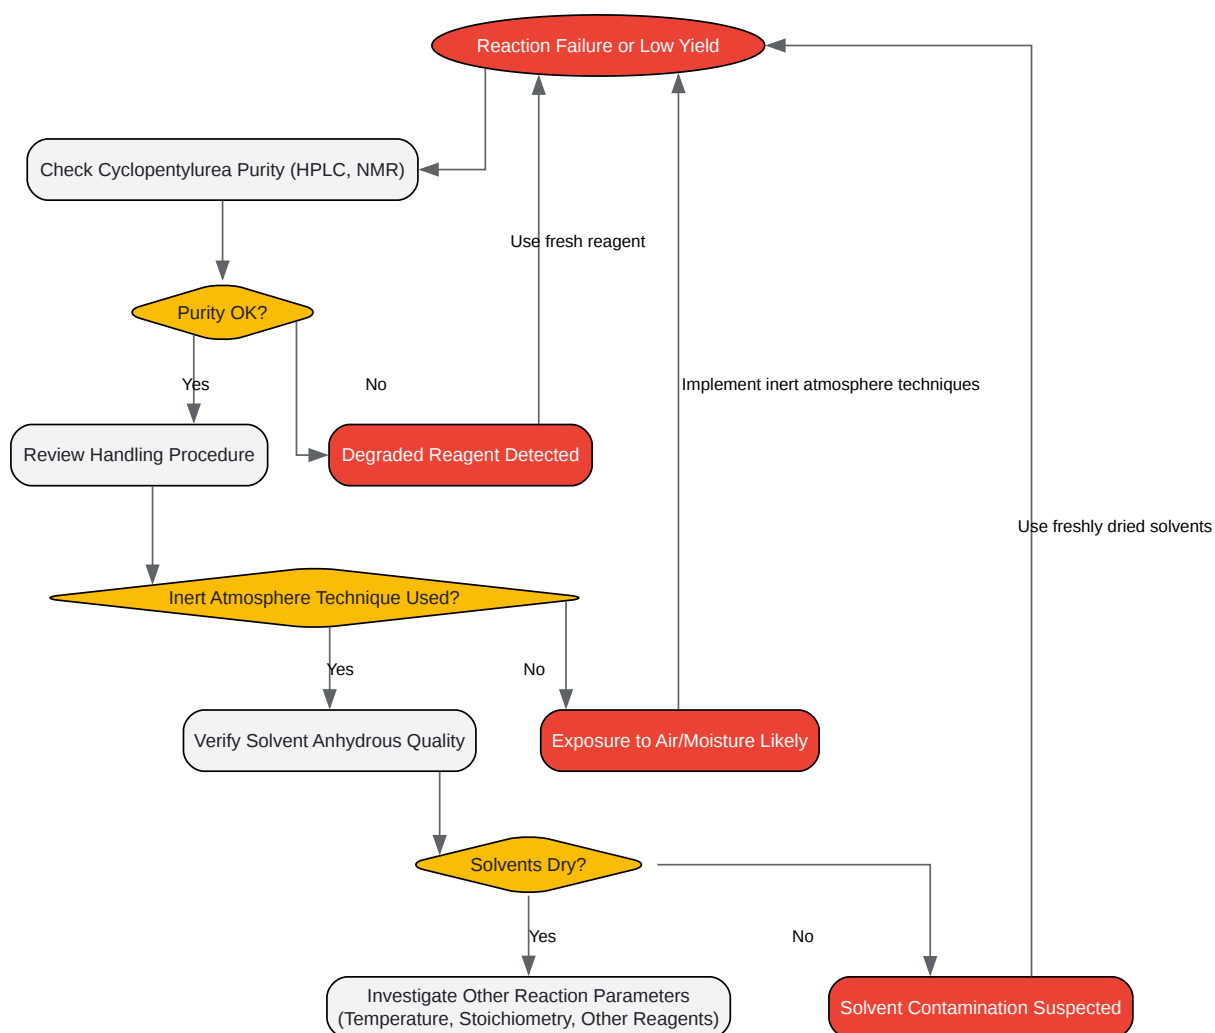 Reaction Failure or Low Yield
Check Cyclopentylurea Purity (HPLC, NMR)
Use fresh reagent
Purity OK?
Yes
No
Implement inert atmosphere techniques
Review Handling Procedure
Degraded Reagent Detected
Use freshly dried solvents
Inert Atmosphere Technique Used?
Yes
No
Verify Solvent Anhydrous Quality
Exposure to Air/Moisture Likely
Solvents Dry?
Yes
No
Investigate Other Reaction Parameters
(Temperature, Stoichiometry, Other Reagents)
Solvent Contamination Suspected